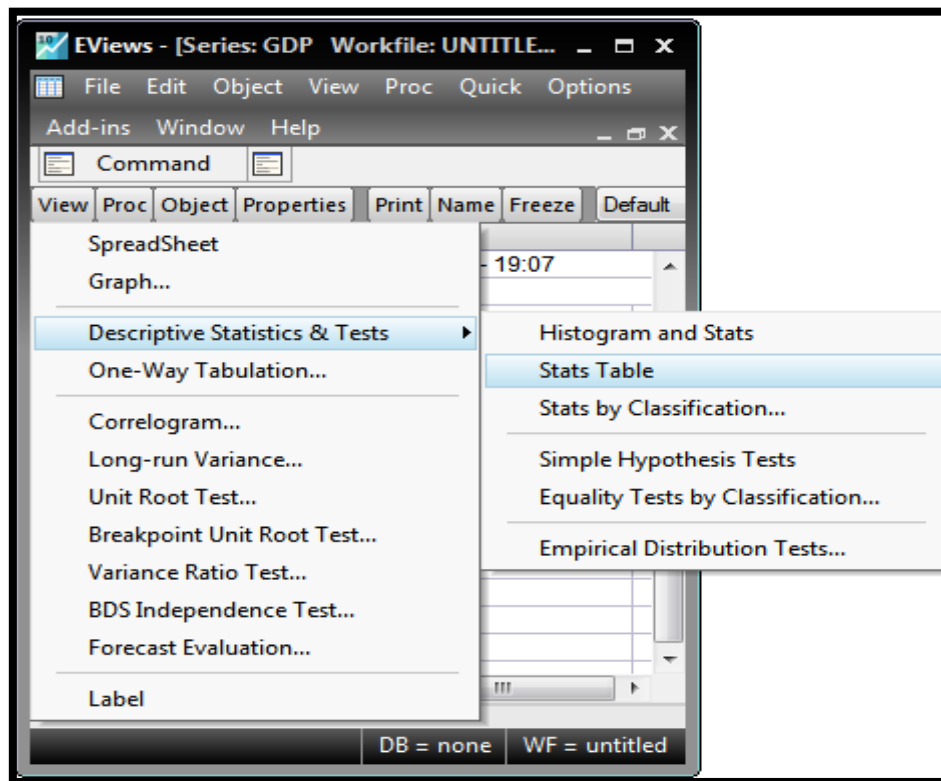 EViews - [Series: GDP Workfile: UNTITLE...
File Edit Object View Proc Quick Options
Add-ins Window Help
Command
View Proc Object Properties Print Name Freeze Default
SpreadSheet
- 19:07
Graph...
Descriptive Statistics & Tests
Histogram and Stats
One-Way Tabulation...
Stats Table
Stats by Classification...
Correlogram...
Long-run Variance...
Simple Hypothesis Tests
Unit Root Test...
Equality Tests by Classification...
Breakpoint Unit Root Test...
Empirical Distribution Tests...
Variance Ratio Test...
BDS Independence Test...
Forecast Evaluation...
Label
DB = none WF = untitled